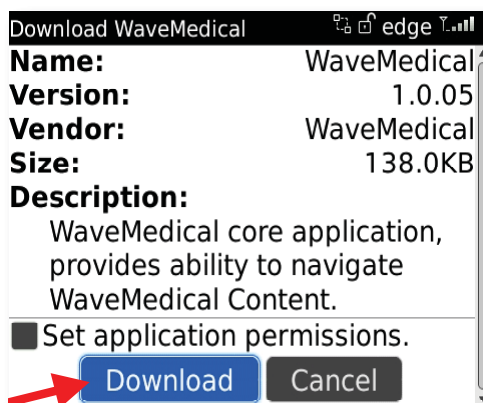 Download WaveMedical edge
Name: WaveMedical
Version: 1.0.05
Vendor: WaveMedical
Size: 138.0KB
Description:
WaveMedical core application,
provides ability to navigate
WaveMedical Content.
Set application permissions.
Download Cancel